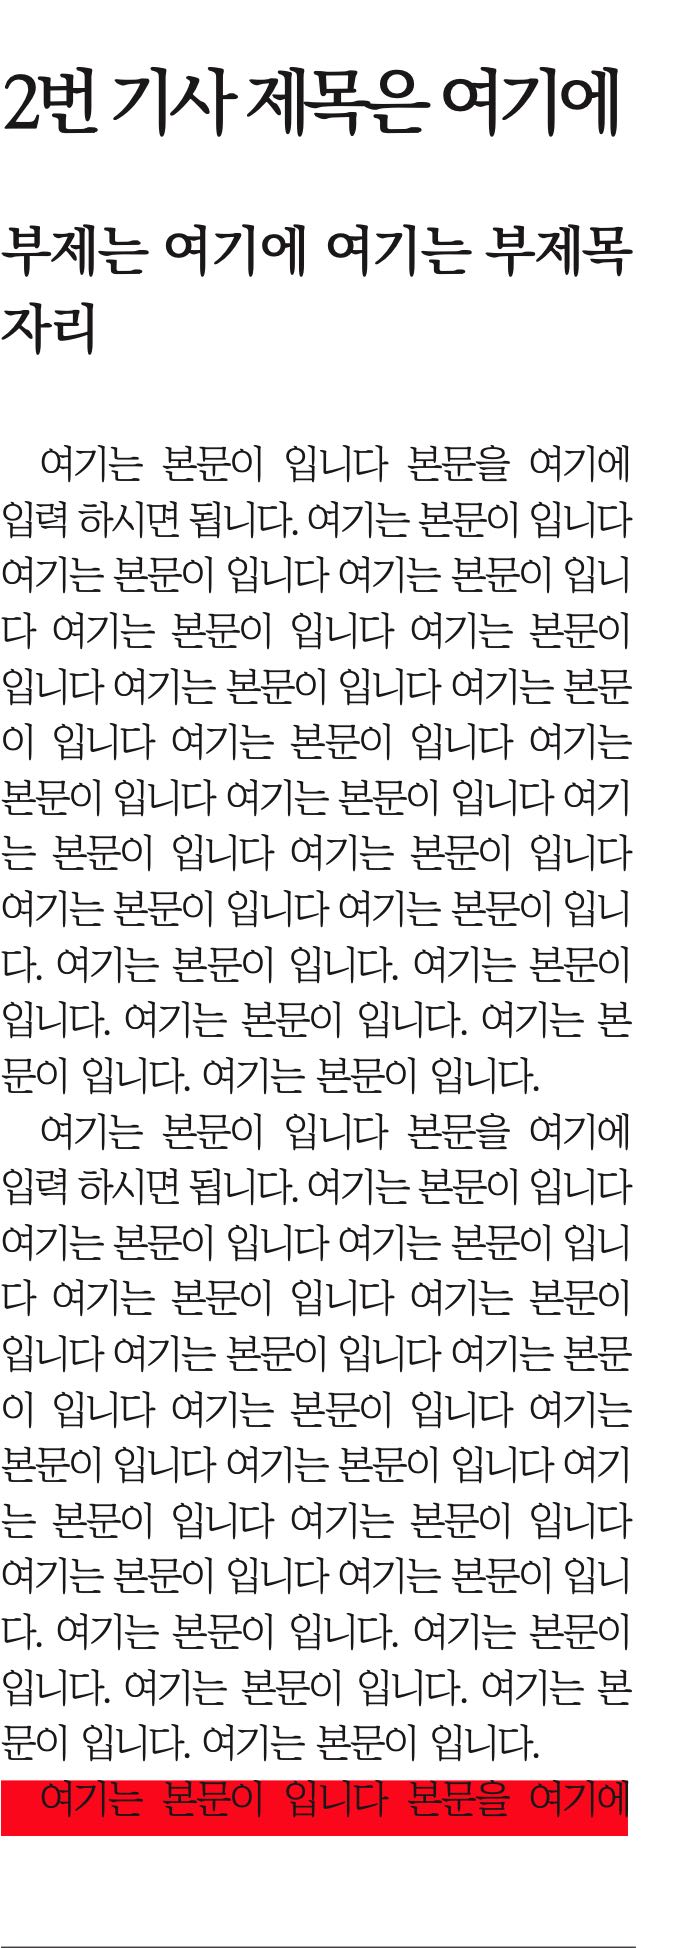 2번 기사 제목은 여기에
부제는 여기에 여기는 부제목
자리
여기는 본문이 입니다 본문을 여기에
입력 하시면 됩니다. 여기는 본문이 입니다
여기는 본문이 입니다 여기는 본문이 입니
다 여기는 본문이 입니다 여기는 본문이
입니다 여기는 본문이 입니다 여기는 본문
이 입니다 여기는 본문이 입니다 여기는
본문이 입니다 여기는 본문이 입니다 여기
는 본문이 입니다 여기는 본문이 입니다
여기는 본문이 입니다 여기는 본문이 입니
다. 여기는 본문이 입니다. 여기는 본문이
입니다. 여기는 본문이 입니다. 여기는 본
문이 입니다. 여기는 본문이 입니다.
여기는 본문이 입니다 본문을 여기에
입력 하시면 됩니다. 여기는 본문이 입니다
여기는 본문이 입니다 여기는 본문이 입니
다 여기는 본문이 입니다 여기는 본문이
입니다 여기는 본문이 입니다 여기는 본문
이 입니다 여기는 본문이 입니다 여기는
본문이 입니다 여기는 본문이 입니다 여기
는 본문이 입니다 여기는 본문이 입니다
여기는 본문이 입니다 여기는 본문이 입니
다. 여기는 본문이 입니다. 여기는 본문이
입니다. 여기는 본문이 입니다. 여기는 본
문이 입니다. 여기는 본문이 입니다.
여기는 본문이 입니다 본문을 여기에